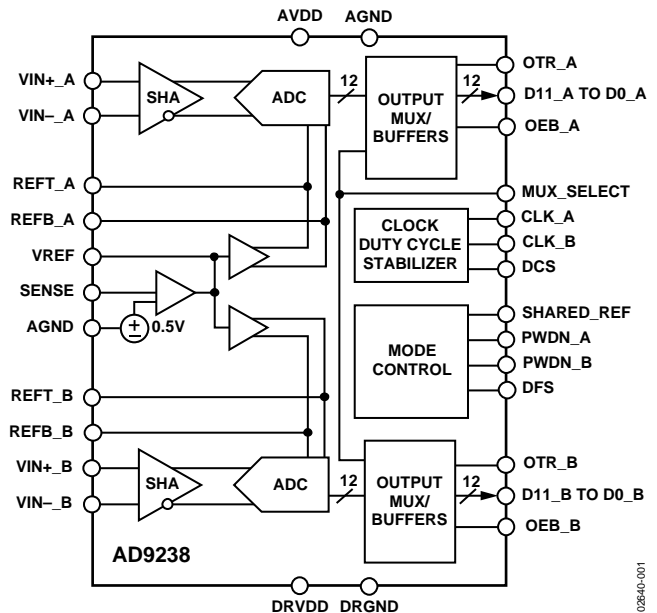 AVDD AGND
VIN+_A
VIN–_A
REFT_A
REFB_A
VREF
SENSE
AGND
0.5V
REFT_B
REFB_B
VIN+_B
VIN–_B
SHA
ADC
12
OUTPUT
MUX/
BUFFERS
12
OTR_A
D11_A TO D0_A
OEB_A
MUX_SELECT
CLOCK
DUTY CYCLE
STABILIZER
CLK_A
CLK_B
DCS
MODE
CONTROL
SHARED_REF
PWDN_A
PWDN_B
DFS
SHA
ADC
12
OUTPUT
MUX/
BUFFERS
12
OTR_B
D11_B TO D0_B
OEB_B
AD9238
DRVDD DRGND
02640-001